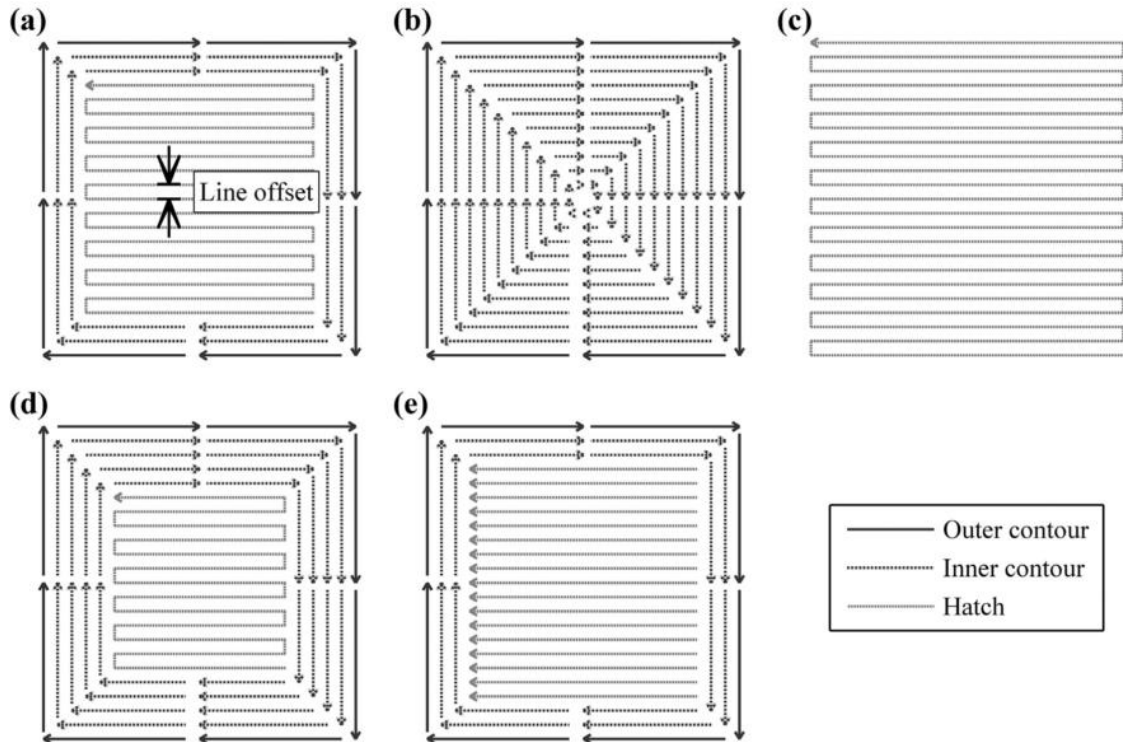 (a)
(b)
(c)
Line offset
(d)
(e)
Outer contour
Inner contour
Hatch